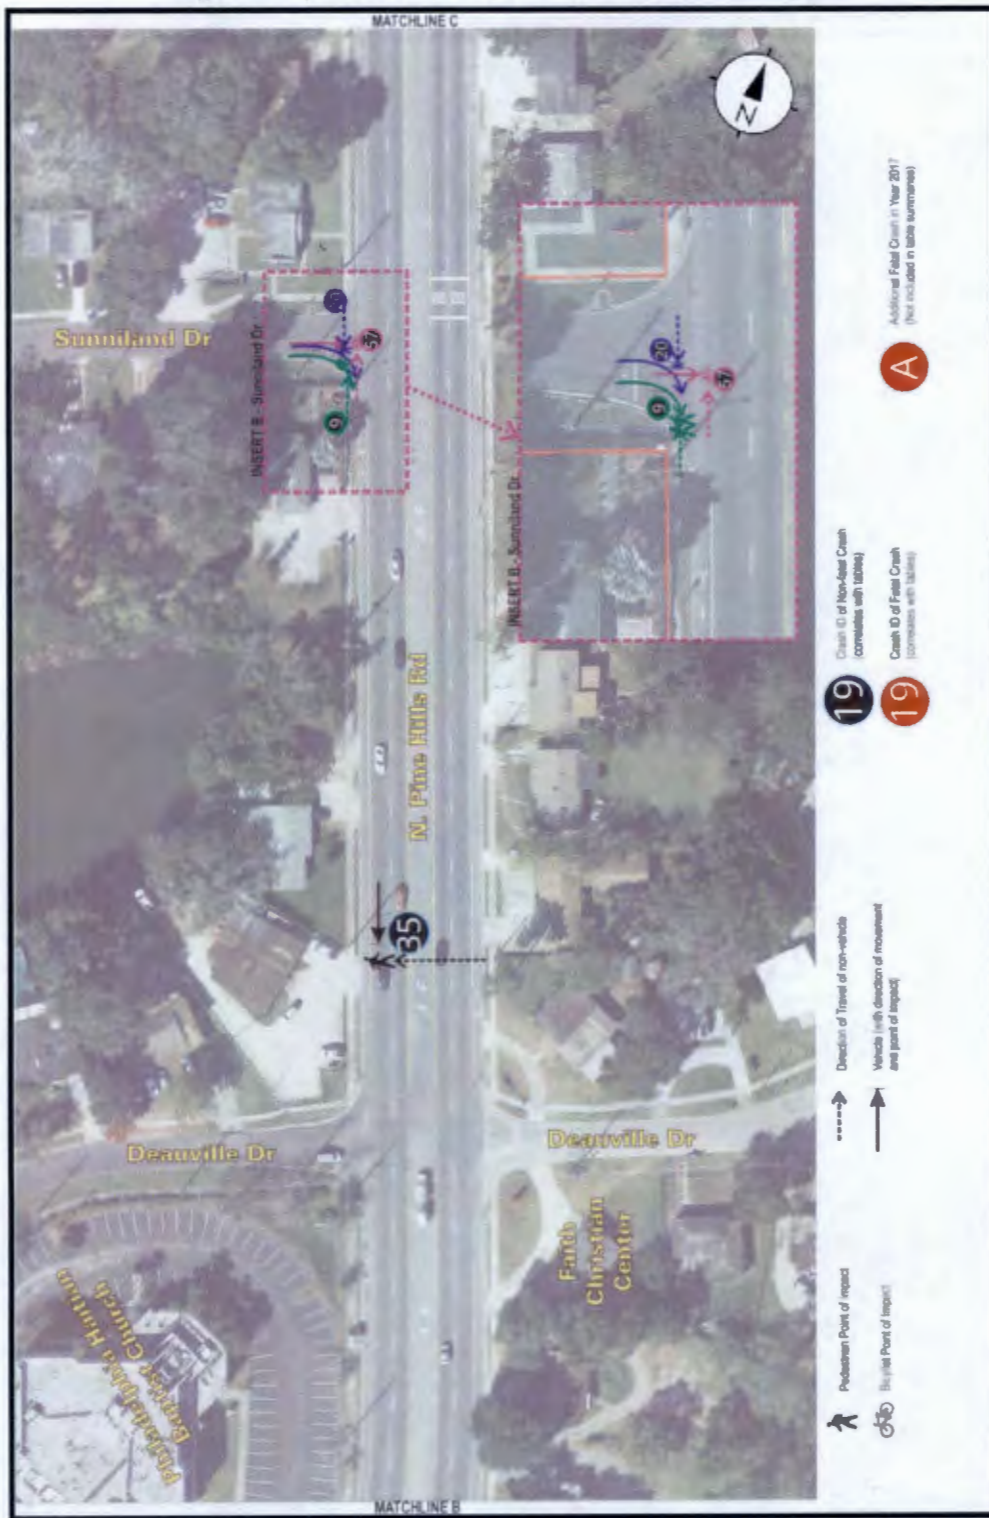 MATCHLINE C
N
Sunniland Dr
INSERT B - Sunniland Dr
9
20
9
INSERT B - Sunniland Dr
N. Pine Hills Rd
35
Deauville Dr
Deauville Dr
Faith
Christian
Center
Philadelphia Haitian
Baptist Church
MATCHLINE B
Pedestrian Point of Impact
Bicyclist Point of Impact
Direction of Travel of non-vehicle
Vehicle (with direction of movement
and point of impact)
19
Crash ID of Non-fatal Crash
(correlates with tables)
19
Crash ID of Fatal Crash
(correlates with tables)
A
Additional Fatal Crash in Year 2017
(Not included in table summaries)